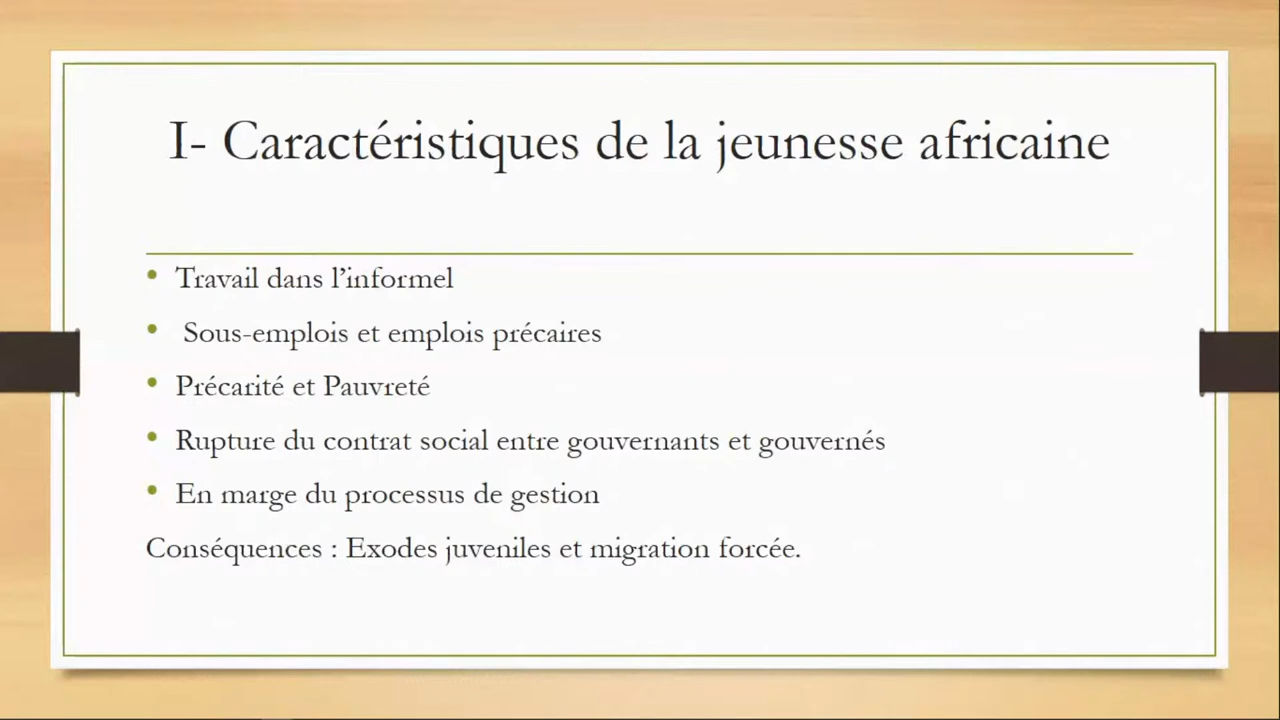 I- Caractéristiques de la jeunesse africaine
• Travail dans l’informel
• Sous-emplois et emplois précaires
• Précarité et Pauvreté
• Rupture du contrat social entre gouvernants et gouvernés
• En marge du processus de gestion
Conséquences : Exodes juveniles et migration forcée.